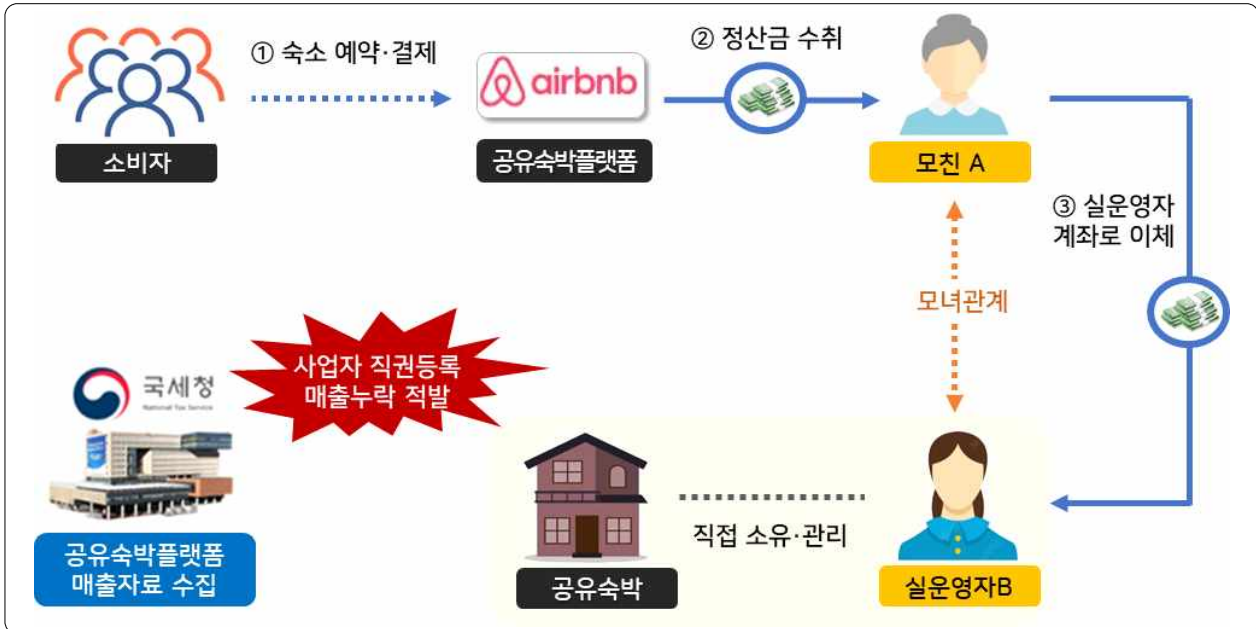 ① 숙소 예약·결제
airbnb
② 정산금 수취
소비자
공유숙박플랫폼
모친 A
③ 실운영자
계좌로 이체
모녀관계
사업자 직권등록
매출누락 적발
국세청
National Tax Service
공유숙박플랫폼
매출자료 수집
직접 소유·관리
공유숙박
실운영자B